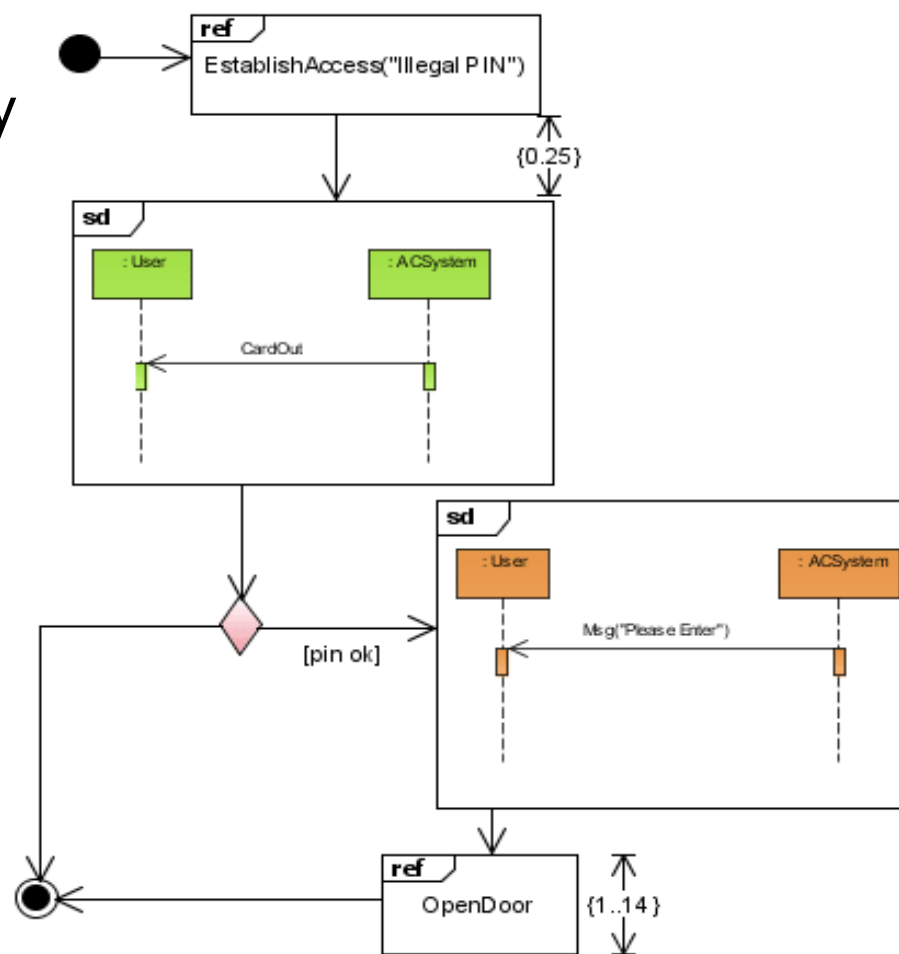 ref
EstablishAccess("Illegal PIN")
y
{0.25}
sd
: User
: ACSystem
CardOut
sd
: User
: ACSystem
Msg("Please Enter")
[pin ok]
ref
OpenDoor
{1..14}